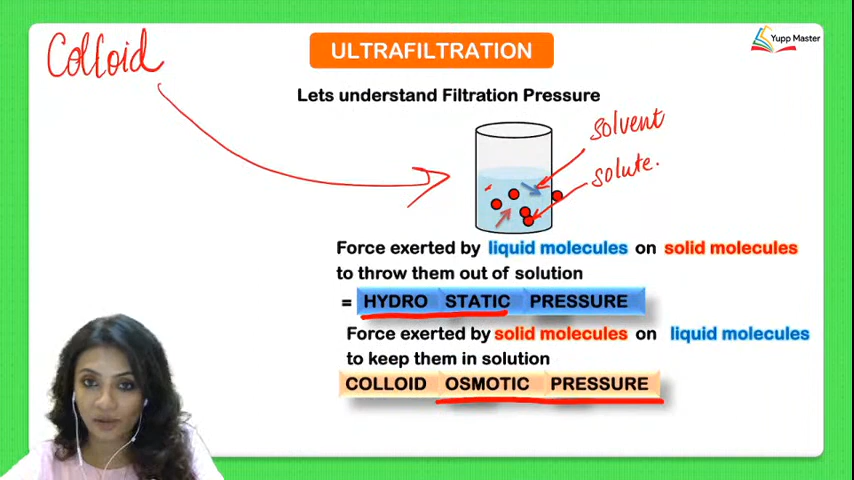 Colloid
ULTRAFILTRATION
Yupp Master
Lets understand Filtration Pressure
solvent
solute.
Force exerted by liquid molecules on solid molecules
to throw them out of solution
= HYDRO STATIC PRESSURE
Force exerted by solid molecules on liquid molecules
to keep them in solution
COLLOID OSMOTIC PRESSURE